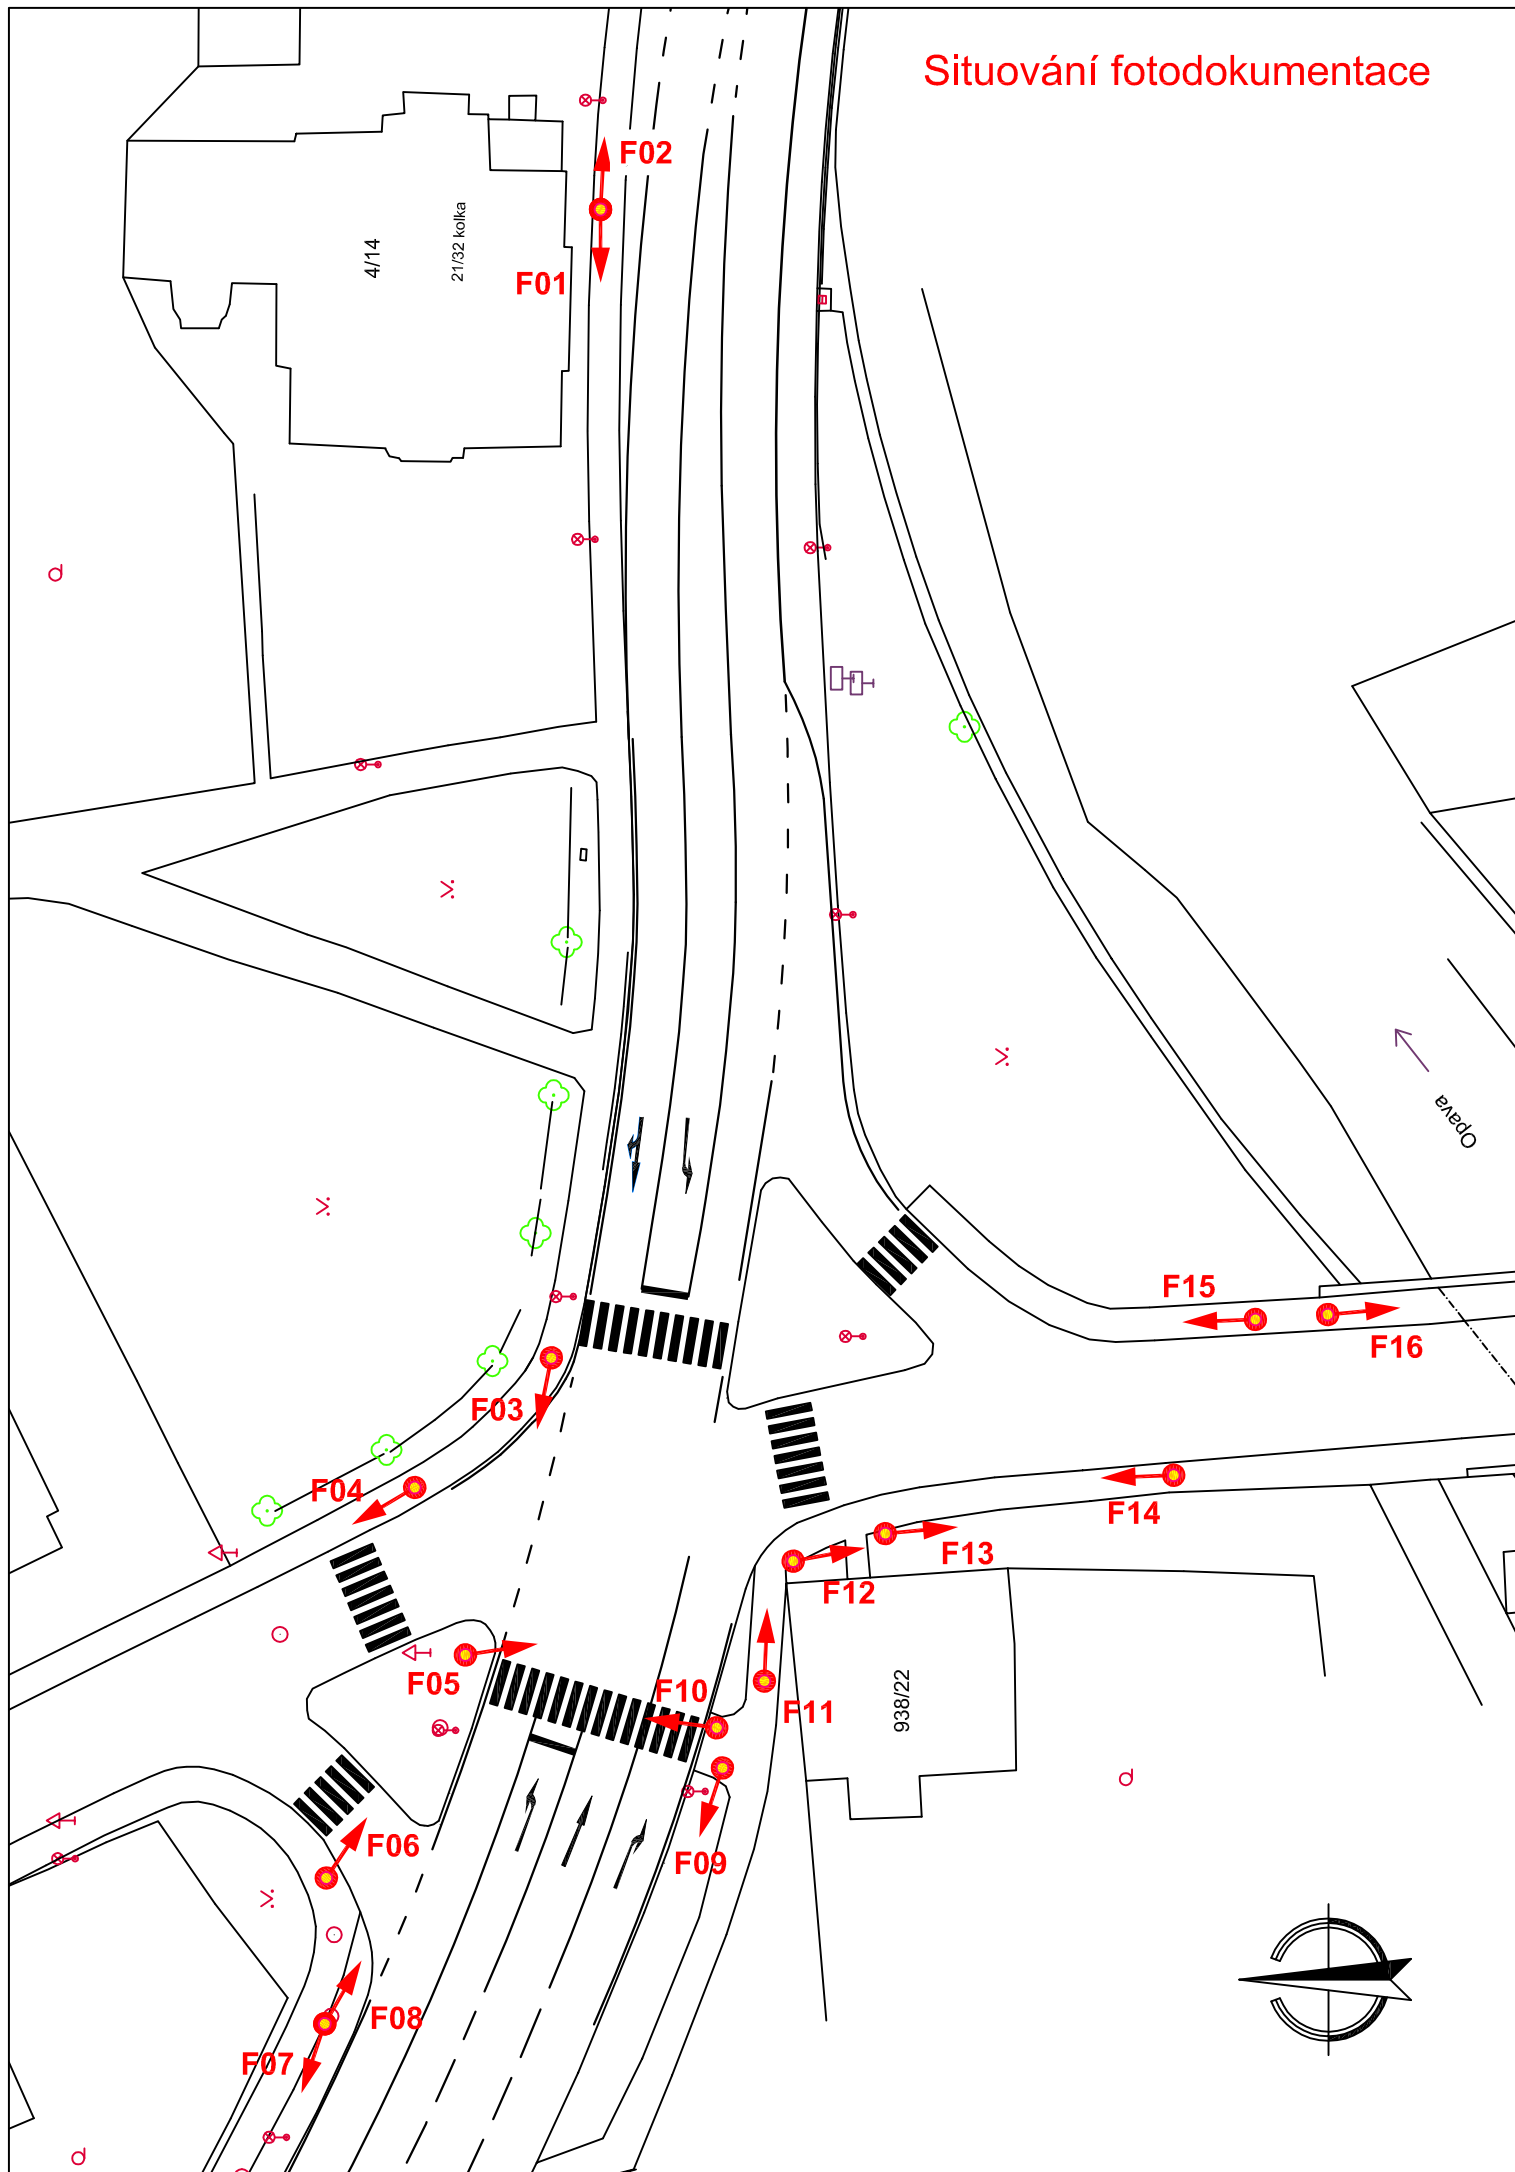 Situování fotodokumentace
F02
F01
4/14
21/32 kolka
Opava
F15
F16
F03
F04
F14
F13
F12
F05
F10
F11
938/22
F06
F09
F08
F07